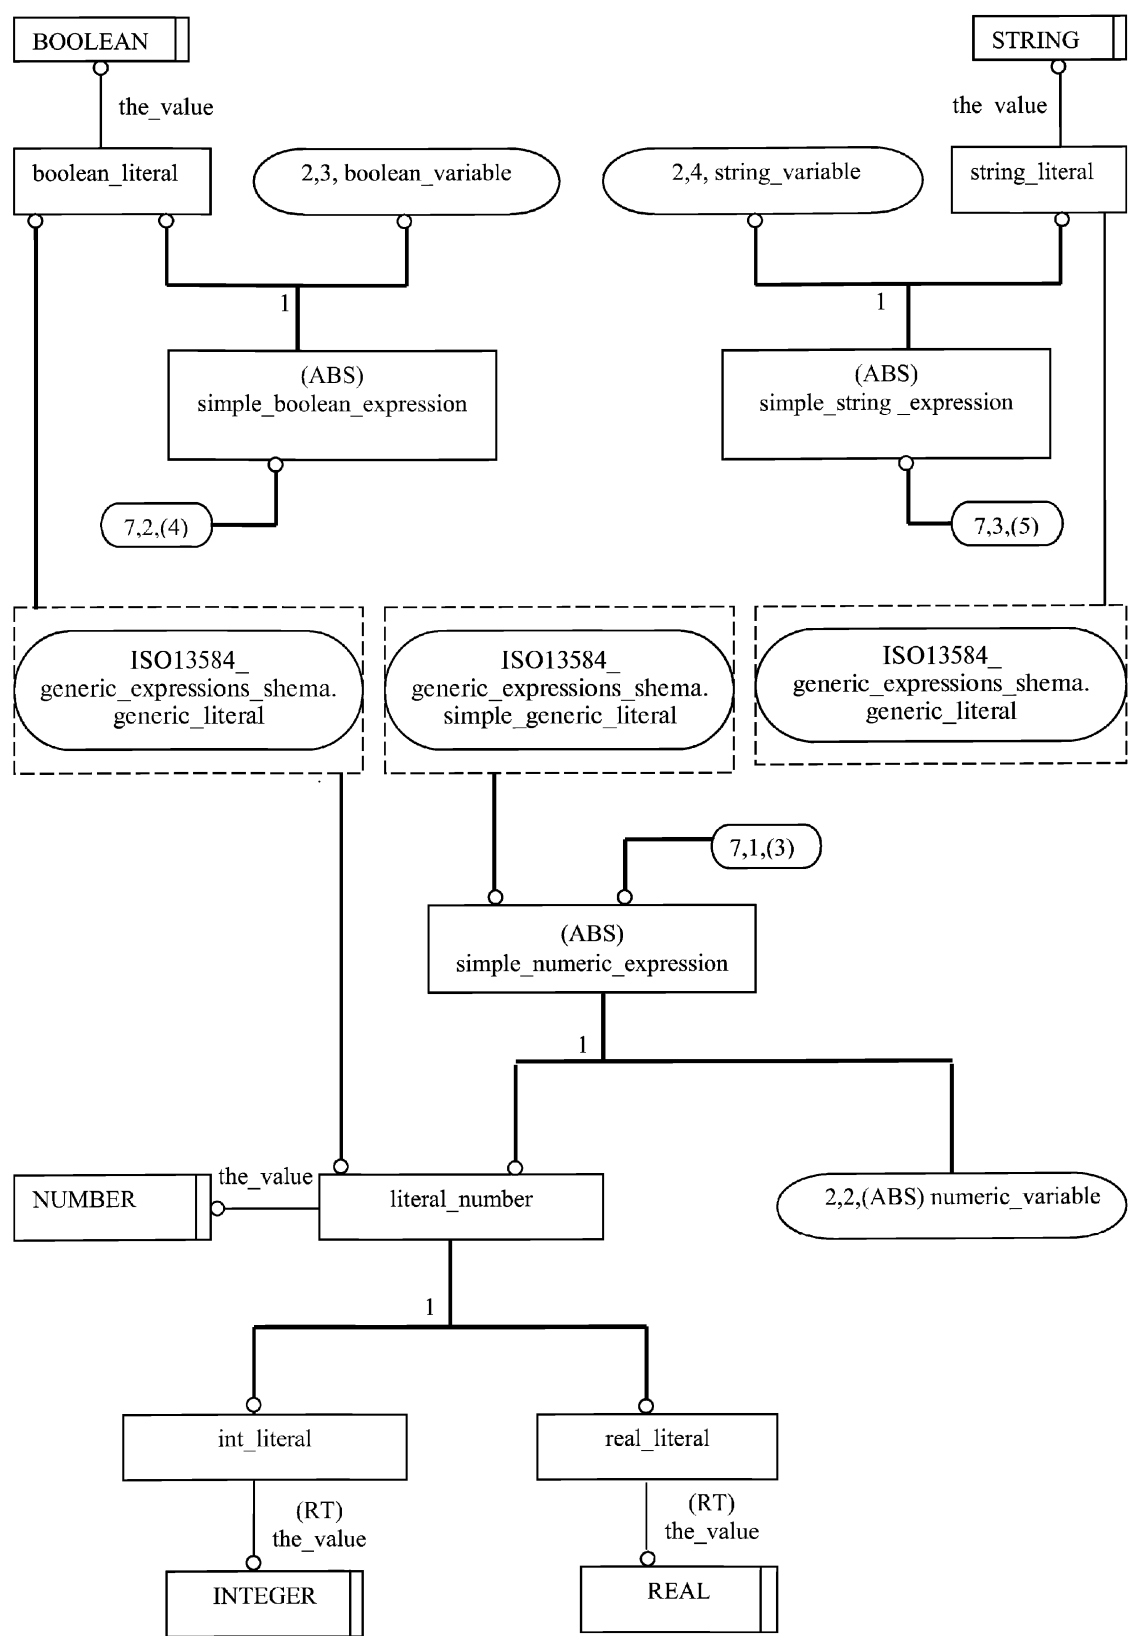 BOOLEAN
STRING
the_value
the value
boolean_literal
2,3, boolean_variable
2,4, string_variable
string_literal
1
1
(ABS)
simple_boolean_expression
(ABS)
simple_string _expression
7,2,(4)
7,3,(5)
ISO13584_
generic_expressions_shema.
generic_literal
ISO13584_
generic_expressions_shema.
simple_generic_literal
ISO13584_
generic_expressions_shema.
generic_literal
7,1,(3)
(ABS)
simple_numeric_expression
1
NUMBER
the_value
literal_number
2,2,(ABS) numeric_variable
1
int_literal
real_literal
(RT)
the_value
(RT)
the_value
INTEGER
REAL